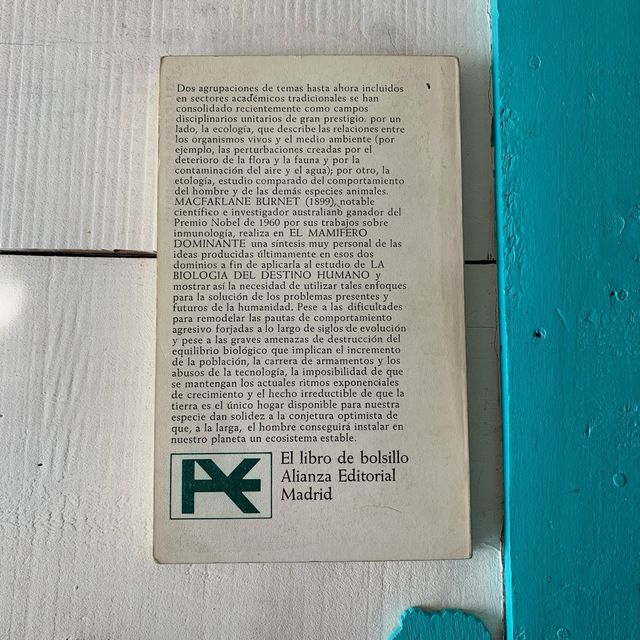 Dos agrupaciones de temas hasta ahora incluidos
en sectores académicos tradicionales se han
consolidado recientemente como campos
disciplinarios unitarios de gran prestigio. por un
lado, la ecología, que describe las relaciones entre
los organismos vivos y el medio ambiente (por
ejemplo, las perturbaciones creadas por el
deterioro de la flora y la fauna y por la
contaminación del aire y el agua); por otro, la
etología, estudio comparado del comportamiento
del hombre y de las demás especies animales.
MACFARLANE BURNET (1899), notable
científico e investigador australiano ganador del
Premio Nobel de 1960 por sus trabajos sobre
inmunología, realiza en EL MAMIFERO
DOMINANTE una síntesis muy personal de las
ideas producidas últimamente en esos dos
dominios a fin de aplicarla al estudio de LA
BIOLOGIA DEL DESTINO HUMANO y
mostrar así la necesidad de utilizar tales enfoques
para la solución de los problemas presentes y
futuros de la humanidad. Pese a las dificultades
para remodelar las pautas de comportamiento
agresivo forjadas a lo largo de siglos de evolución
y pese a las graves amenazas de destrucción del
equilibrio biológico que implican el incremento
de la población, la carrera de armamentos y los
abusos de la tecnología, la imposibilidad de que
se mantengan los actuales ritmos exponenciales
de crecimiento y el hecho irreductible de que la
tierra es el único hogar disponible para nuestra
especie dan solidez a la conjetura optimista de
que, a la larga, el hombre conseguirá instalar en
nuestro planeta un ecosistema estable.
El libro de bolsillo
Alianza Editorial
Madrid